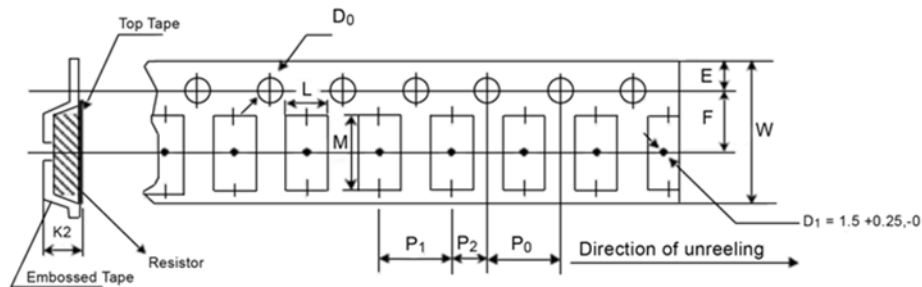 Top Tape
D0
E
L
F
W
M
D1 = 1.5 +0.25,-0
K2
P1
P2
P0
Direction of unreeling
Resistor
Embossed Tape